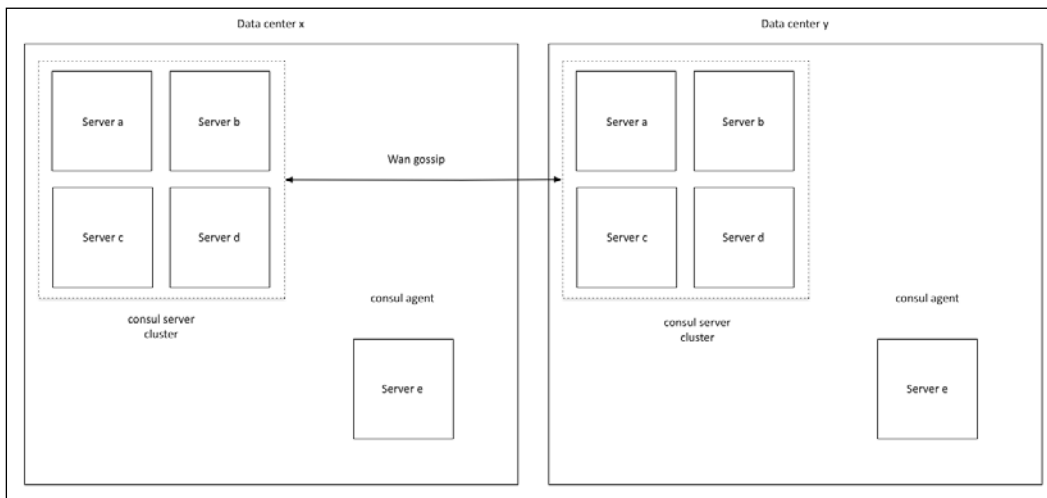 Data center x
Data center y
Server a
Server b
Server a
Server b
Wan gossip
Server c
Server d
Server c
Server d
consul agent
consul agent
consul server
cluster
consul server
cluster
Server e
Server e